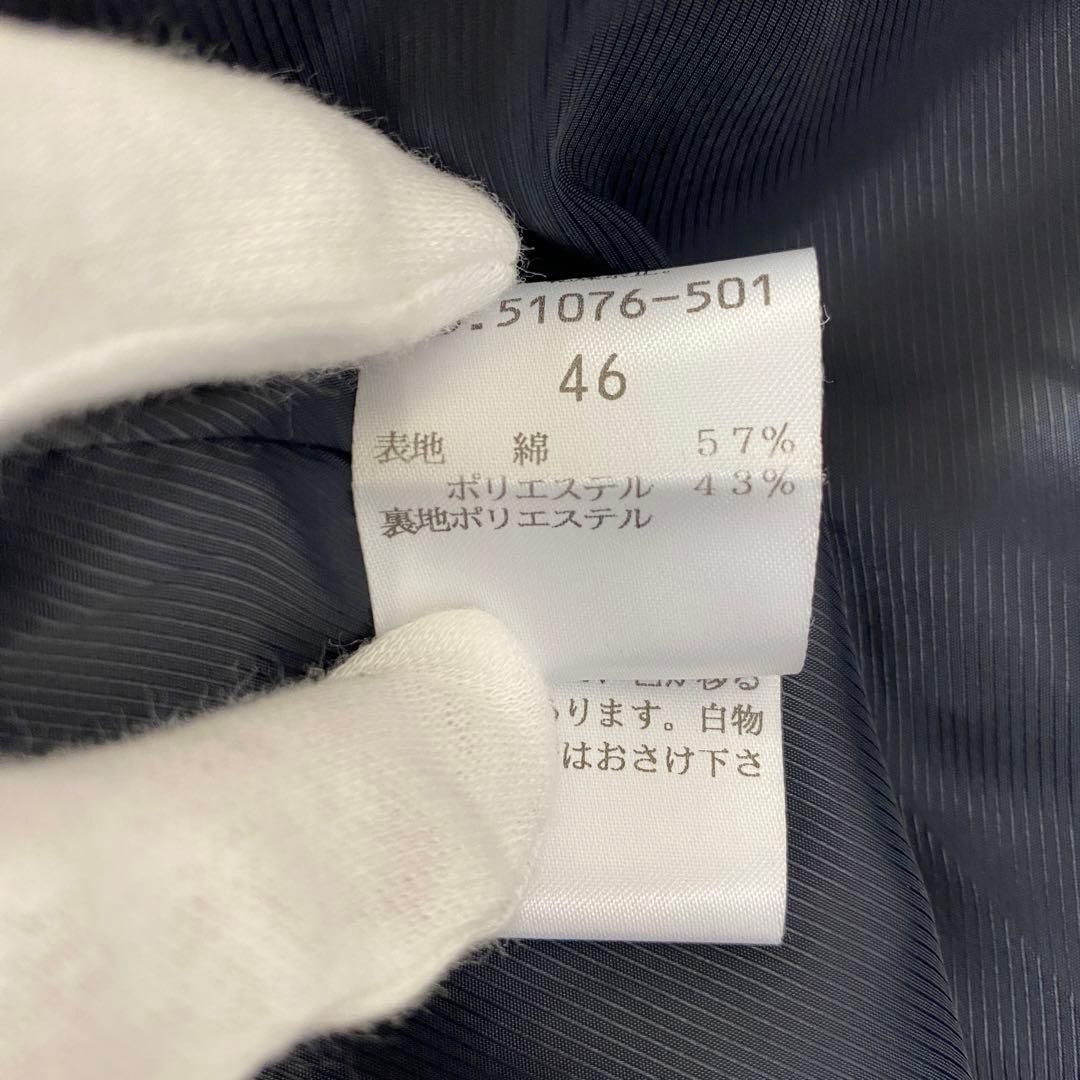 .51076-501
46
表地 綿 57%
ポリエステル 43%
裏地ポリエステル
ります。白物
はおさけ下さ